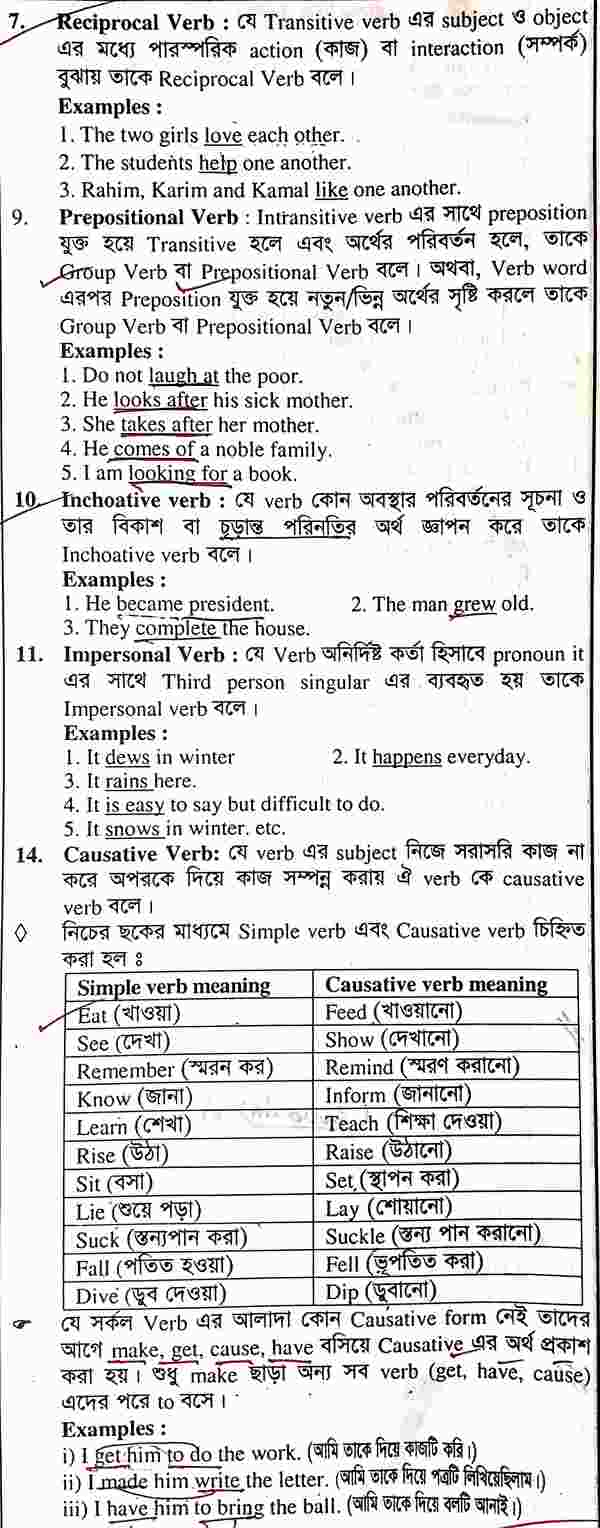 7. Reciprocal Verb : যে Transitive verb এর subject ও object
এর মধ্যে পারস্পরিক action (কাজ) বা interaction (সম্পর্ক)
বুঝায় তাকে Reciprocal Verb বলে।
Examples :
1. The two girls love each other.
2. The students help one another.
3. Rahim, Karim and Kamal like one another.
9. Prepositional Verb : Intransitive verb এর সাথে preposition
যুক্ত হয়ে Transitive হলে এবং অর্থের পরিবর্তন হলে, তাকে
Group Verb বা Prepositional Verb বলে। অথবা, Verb word
এরপর Preposition যুক্ত হয়ে নতুন/ভিন্ন অর্থের সৃষ্টি করলে তাকে
Group Verb বা Prepositional Verb বলে।
Examples :
1. Do not laugh at the poor.
2. He looks after his sick mother.
3. She takes after her mother.
4. He comes of a noble family.
5. I am looking for a book.
10. Inchoative verb : যে verb কোন অবস্থার পরিবর্তনের সূচনা ও
তার বিকাশ বা চূড়ান্ত পরিনতির অর্থ জ্ঞাপন করে তাকে
Inchoative verb বলে।
Examples :
1. He became president. 2. The man grew old.
3. They complete the house.
11. Impersonal Verb : যে Verb অনির্দিষ্ট কর্তা হিসাবে pronoun it
এর সাথে Third person singular এর ব্যবহৃত হয় তাকে
Impersonal verb বলে।
Examples :
1. It dews in winter 2. It happens everyday.
3. It rains here.
4. It is easy to say but difficult to do.
5. It snows in winter. etc.
14. Causative Verb: যে verb এর subject নিজে সরাসরি কাজ না
করে অপরকে দিয়ে কাজ সম্পন্ন করায় ঐ verb কে causative
verb বলে।
◊ নিচের ছকের মাধ্যমে Simple verb এবং Causative verb চিহ্নিত
করা হল ঃ
Simple verb meaning Causative verb meaning
Eat (খাওয়া) Feed (খাওয়ানো)
See (দেখা) Show (দেখানো)
Remember (স্মরন কর) Remind (স্মরণ করানো)
Know (জানা) Inform (জানানো)
Learn (শেখা) Teach (শিক্ষা দেওয়া)
Rise (উঠা) Raise (উঠানো)
Sit (বসা) Set (স্থাপন করা)
Lie (শুয়ে পড়া) Lay (শোয়ানো)
Suck (স্তন্যপান করা) Suckle (স্তন্য পান করানো)
Fall (পতিত হওয়া) Fell (ভূপতিত করা)
Dive (ডুব দেওয়া) Dip (ডুবানো)
যে সর্কল Verb এর আলাদা কোন Causative form নেই তাদের
আগে make, get, cause, have বসিয়ে Causative এর অর্থ প্রকাশ
করা হয়। শুধু make ছাড়া অন্য সব verb (get, have, cause)
এদের পরে to বসে।
Examples :
i) I get him to do the work. (আমি তাকে দিয়ে কাজটি করি।)
ii) I made him write the letter. (আমি তাকে দিয়ে পত্রটি লিখিয়েছিলাম।)
iii) I have him to bring the ball. (আমি তাকে দিয়ে বলটি আনাই।)